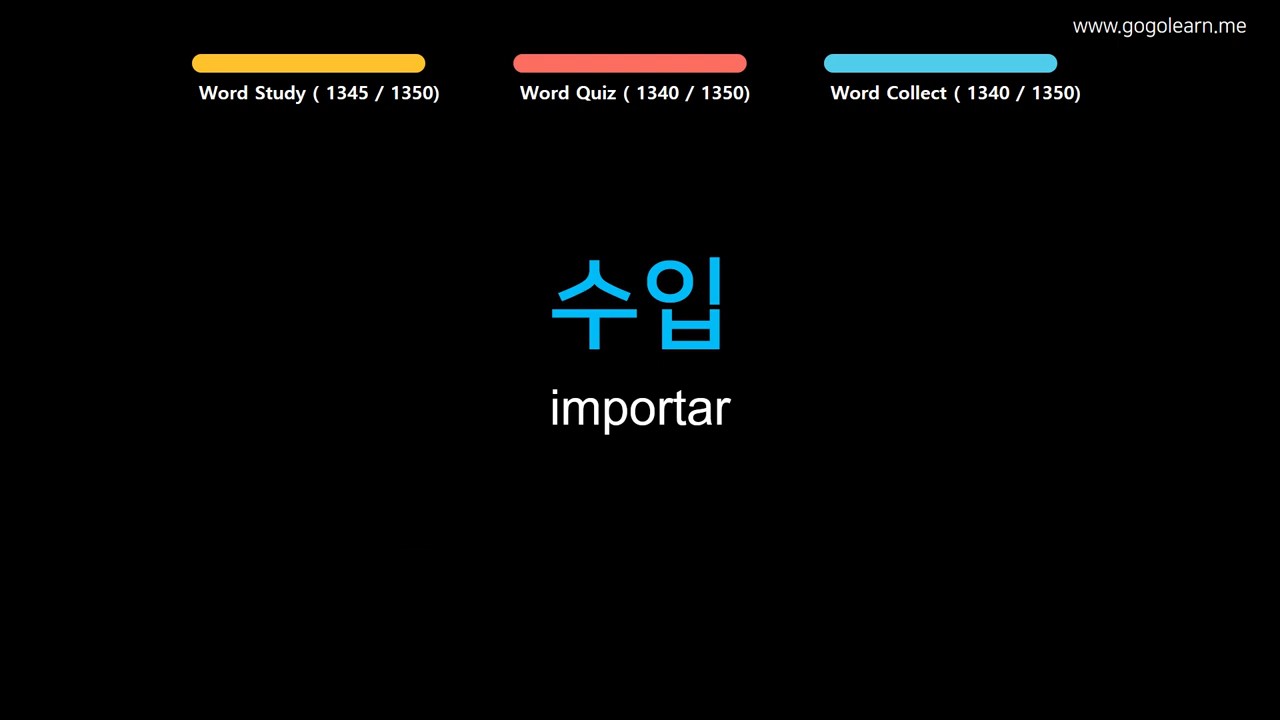 www.gogolearn.me
Word Study ( 1345 / 1350)
Word Quiz ( 1340 / 1350)
Word Collect ( 1340 / 1350)
수입
importar